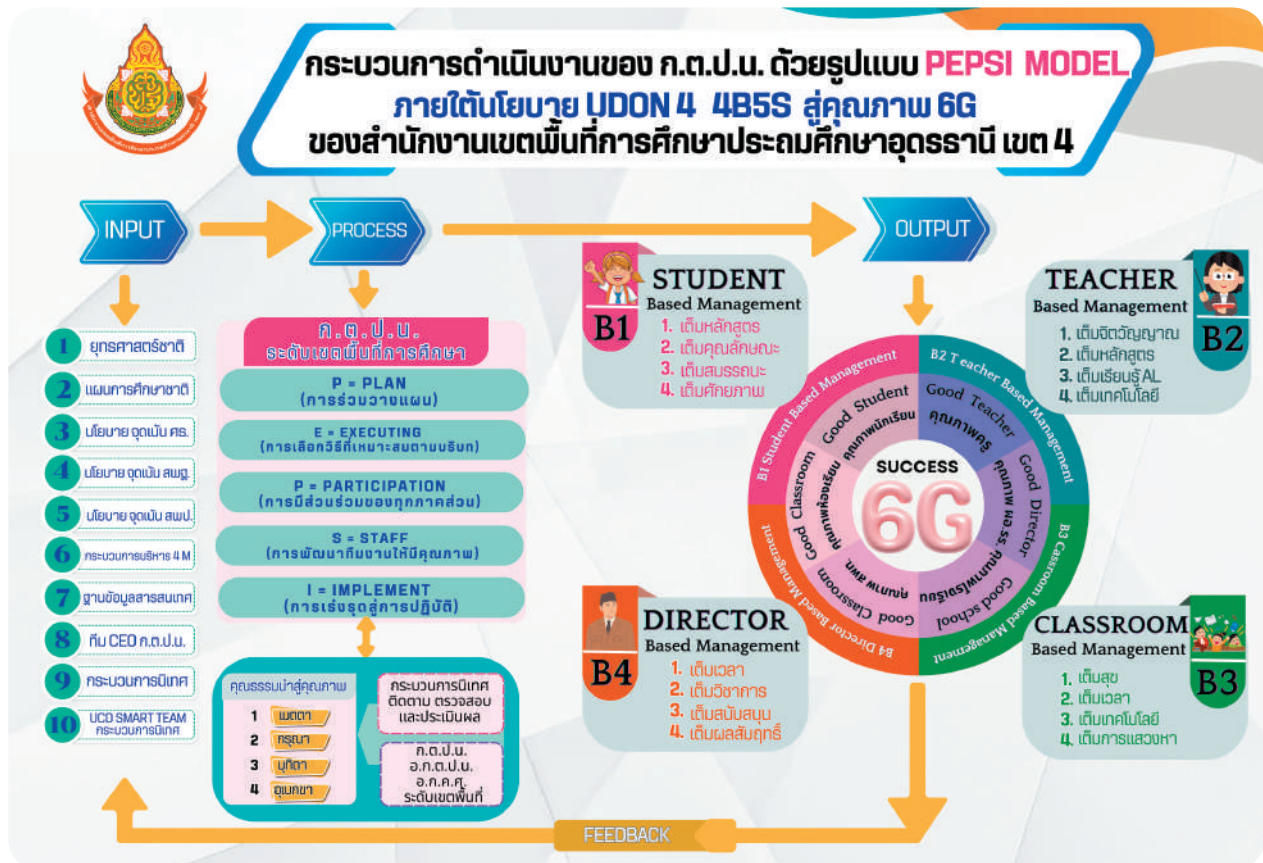 กระบวนการดำเนินงานของ ก.ต.ป.น. ด้วยรูปแบบ PEPSI MODEL
ภายใต้นโยบาย UDON 4 4B5S สู่คุณภาพ 6G
ของสำนักงานเขตพื้นที่การศึกษาประถมศึกษาอุดรธานี เขต 4
INPUT
PROCESS
OUTPUT
1 ยุทธศาสตร์ชาติ
2 แผนการศึกษาชาติ
3 นโยบาย จุดเน้น ศธ.
4 นโยบาย จุดเน้น สพฐ.
5 นโยบาย จุดเน้น สพป.
6 กระบวนการบริหาร 4 M
7 ฐานข้อมูลสารสนเทศ
8 ทีม CEO ก.ต.ป.น.
9 กระบวนการนิเทศ
10 UCD SMART TEAM
กระบวนการนิเทศ
ก.ต.ป.น.
ระดับเขตพื้นที่การศึกษา
P = PLAN
(การร่วมวางแผน)
E = EXECUTING
(การเลือกวิธีที่เหมาะสมตามบริบท)
P = PARTICIPATION
(การมีส่วนร่วมของทุกภาคส่วน)
S = STAFF
(การพัฒนาทีมงานให้มีคุณภาพ)
I = IMPLEMENT
(การเร่งรุดสู่การปฏิบัติ)
คุณธรรมนำสู่คุณภาพ
1 เมตตา
2 กรุณา
3 มุทิตา
4 อุเบกขา
กระบวนการนิเทศ
ติดตาม ตรวจสอบ
และประเมินผล
ก.ต.ป.น.
อ.ก.ต.ป.น.
อ.ก.ค.ศ.
ระดับเขตพื้นที่
B1
STUDENT
Based Management
1. เต็มหลักสูตร
2. เต็มคุณลักษณะ
3. เต็มสมรรถนะ
4. เต็มศักยภาพ
TEACHER
Based Management
B2
1. เต็มจิตวิญญาณ
2. เต็มหลักสูตร
3. เต็มเรียนรู้ AL
4. เต็มเทคโนโลยี
B1 Student Based Management
B2 Teacher Based Management
B3 Cassroom Based Management
B4 Director Based Management
Good Student
คุณภาพนักเรียน
Good Teacher
คุณภาพครู
Good Director
คุณภาพ ผอ.รร.
Good school
คุณภาพโรงเรียน
Good Classroom
คุณภาพ สพท.
Good Classroom
คุณภาพห้องเรียน
SUCCESS
6G
B4
DIRECTOR
Based Management
1. เต็มเวลา
2. เต็มวิชาการ
3. เต็มสนับสนุน
4. เต็มผลสัมฤทธิ์
CLASSROOM
Based Management
B3
1. เต็มสุข
2. เต็มเวลา
3. เต็มเทคโนโลยี
4. เต็มการแสวงหา
FEEDBACK